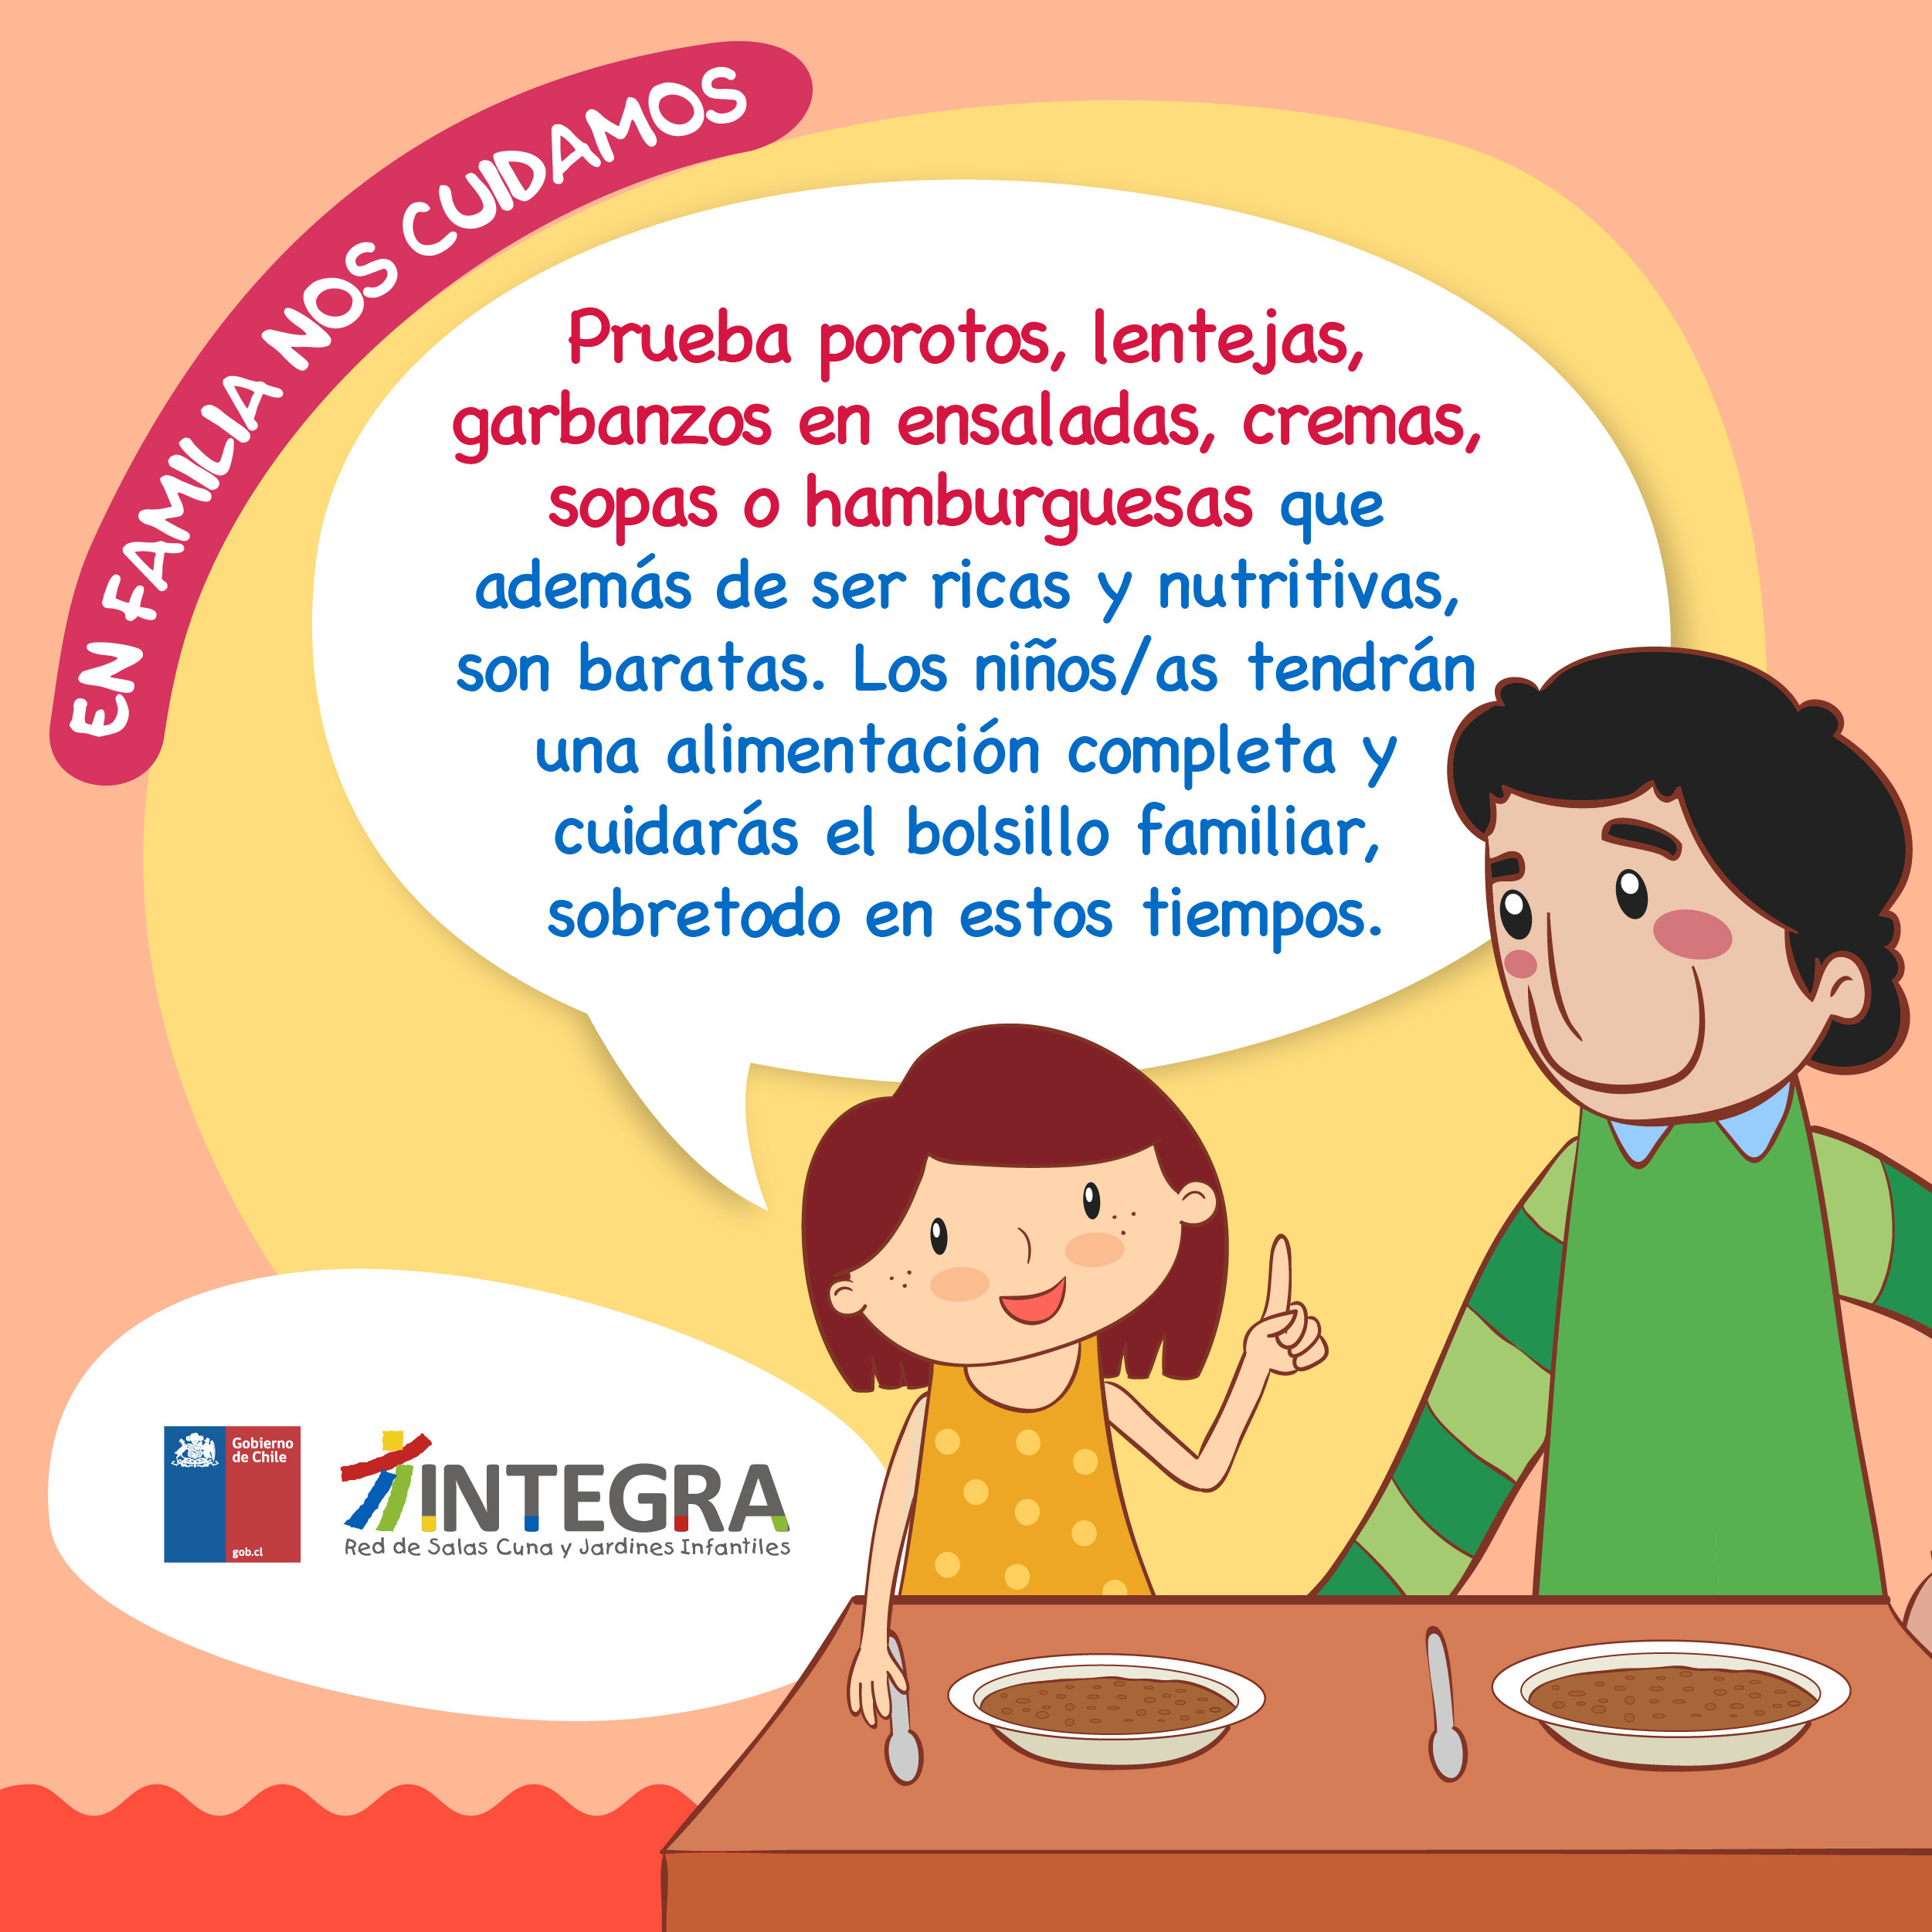 EN FAMILIA NOS CUIDAMOS
Prueba porotos, lentejas,
garbanzos en ensaladas, cremas,
sopas o hamburguesas que
además de ser ricas y nutritivas,
son baratas. Los niños/as tendrán
una alimentación completa y
cuidarás el bolsillo familiar,
sobretodo en estos tiempos.
Gobierno
de Chile
gob.cl
INTEGRA
Red de Salas Cuna y Jardines Infantiles